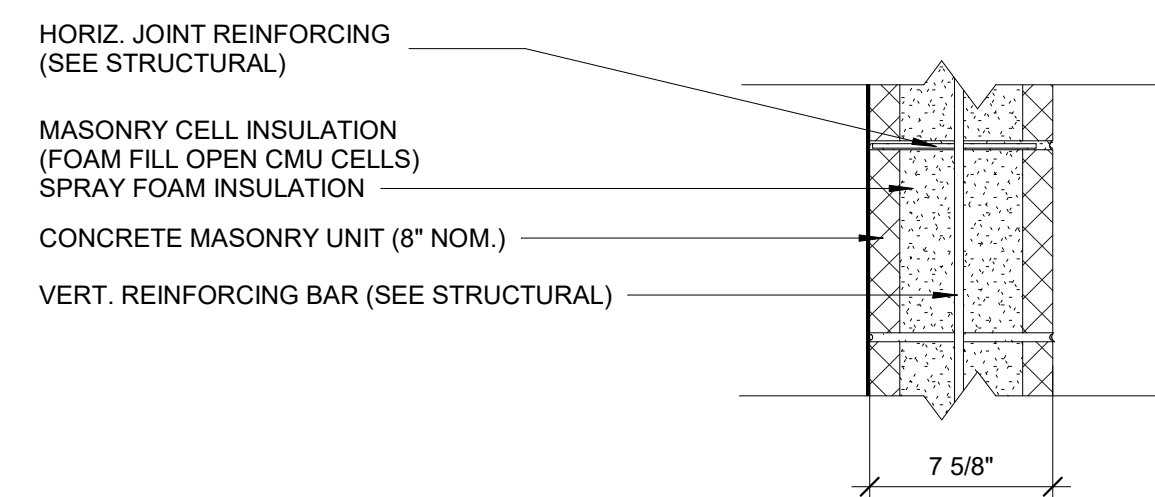 HORIZ. JOINT REINFORCING
(SEE STRUCTURAL)
MASONRY CELL INSULATION
(FOAM FILL OPEN CMU CELLS)
SPRAY FOAM INSULATION
CONCRETE MASONRY UNIT (8" NOM.)
VERT. REINFORCING BAR (SEE STRUCTURAL)
7 5/8"